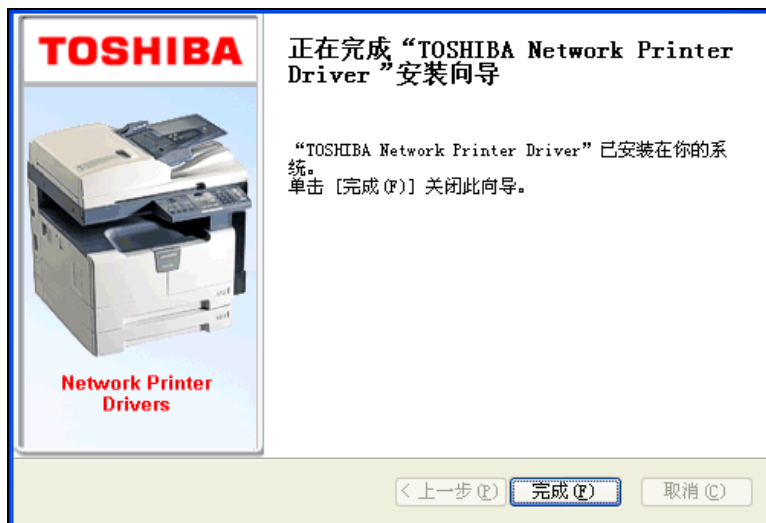 TOSHIBA
正在完成“TOSHIBA Network Printer
Driver ”安装向导
“TOSHIBA Network Printer Driver”已安装在你的系
统。
单击 [完成(F)] 关闭此向导。
Network Printer
Drivers
< 上一步(P)
完成(F)
取消(C)